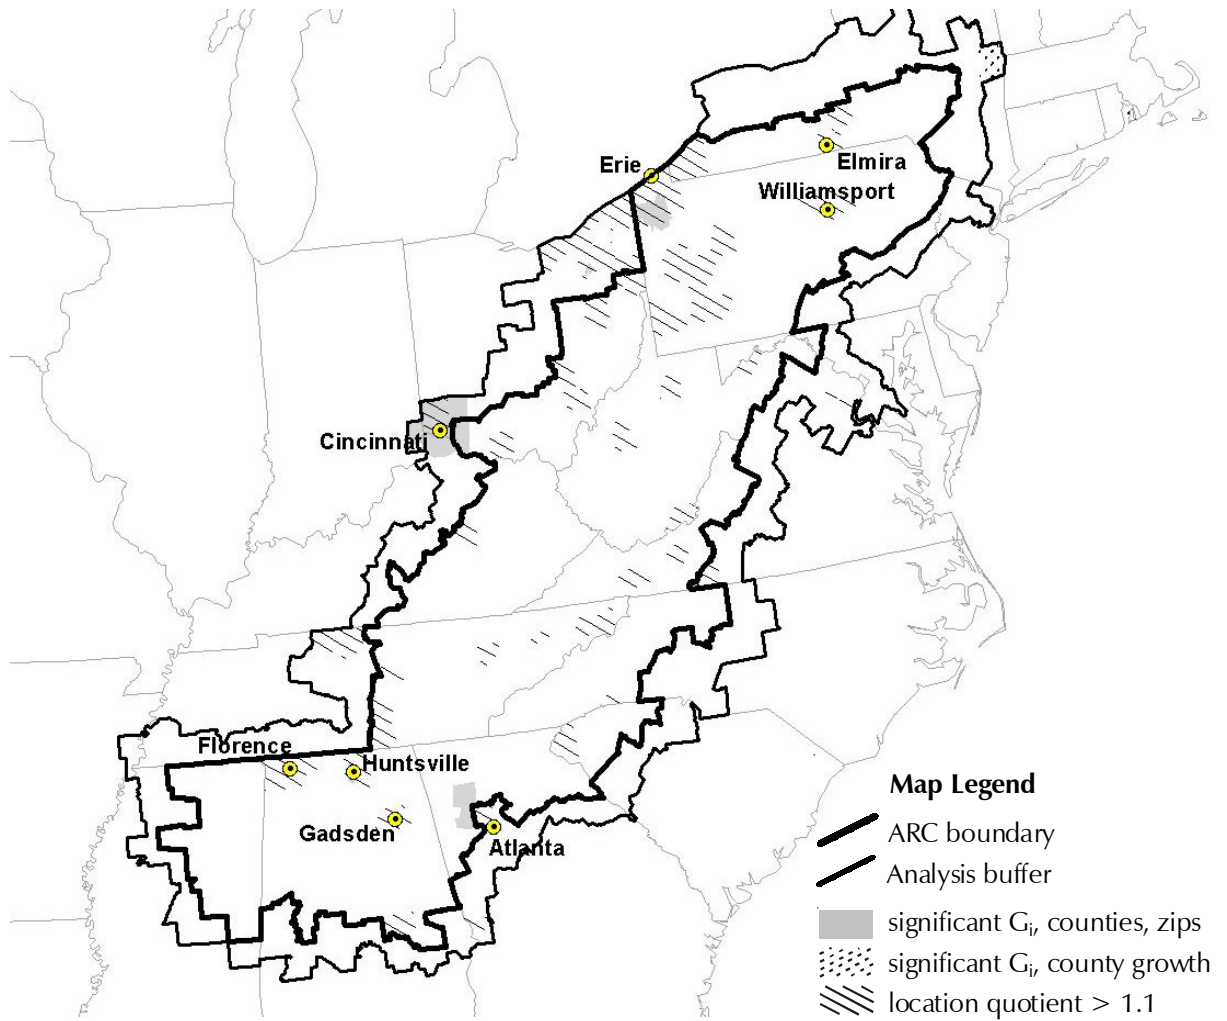 Erie
Elmira
Williamsport
Cincinnati
Florence
Huntsville
Gadsden
Atlanta
Map Legend
ARC boundary
Analysis buffer
significant Gi, counties, zips
significant Gi, county growth
location quotient > 1.1